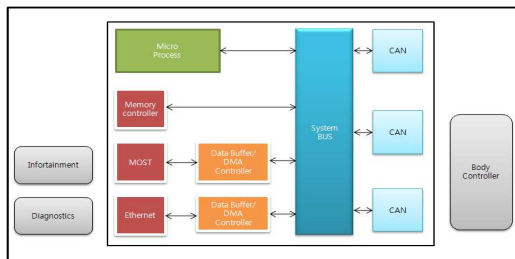 Micro
Process
CAN
Memory
controller
System
BUS
CAN
Infortainment
MOST
Data Buffer/
DMA
Controller
Body
Controller
Diagnostics
Ethernet
Data Buffer/
DMA
Controller
CAN